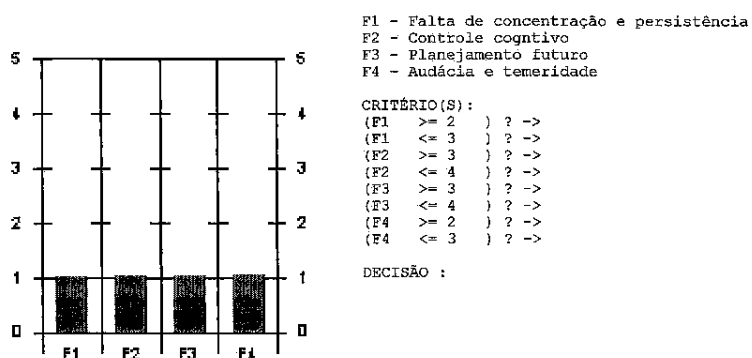 F1 - Falta de concentração e persistência
F2 - Controle cogntivo
F3 - Planejamento futuro
F4 - Audácia e temeridade
CRITÉRIO(S):
(F1 >= 2 ) ? ->
(F1 <= 3 ) ? ->
(F2 >= 3 ) ? ->
(F2 <= 4 ) ? ->
(F3 >= 3 ) ? ->
(F3 <= 4 ) ? ->
(F4 >= 2 ) ? ->
(F4 <= 3 ) ? ->
DECISÃO :
5 5
4 4
3 3
2 2
1 1
0 0
F1 F2 F3 F4